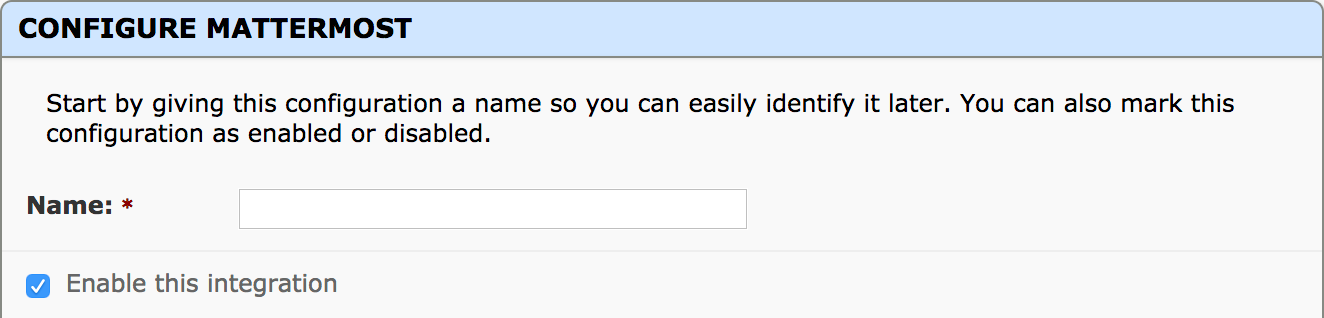 CONFIGURE MATTERMOST
Start by giving this configuration a name so you can easily identify it later. You can also mark this
configuration as enabled or disabled.
Name: *
Enable this integration